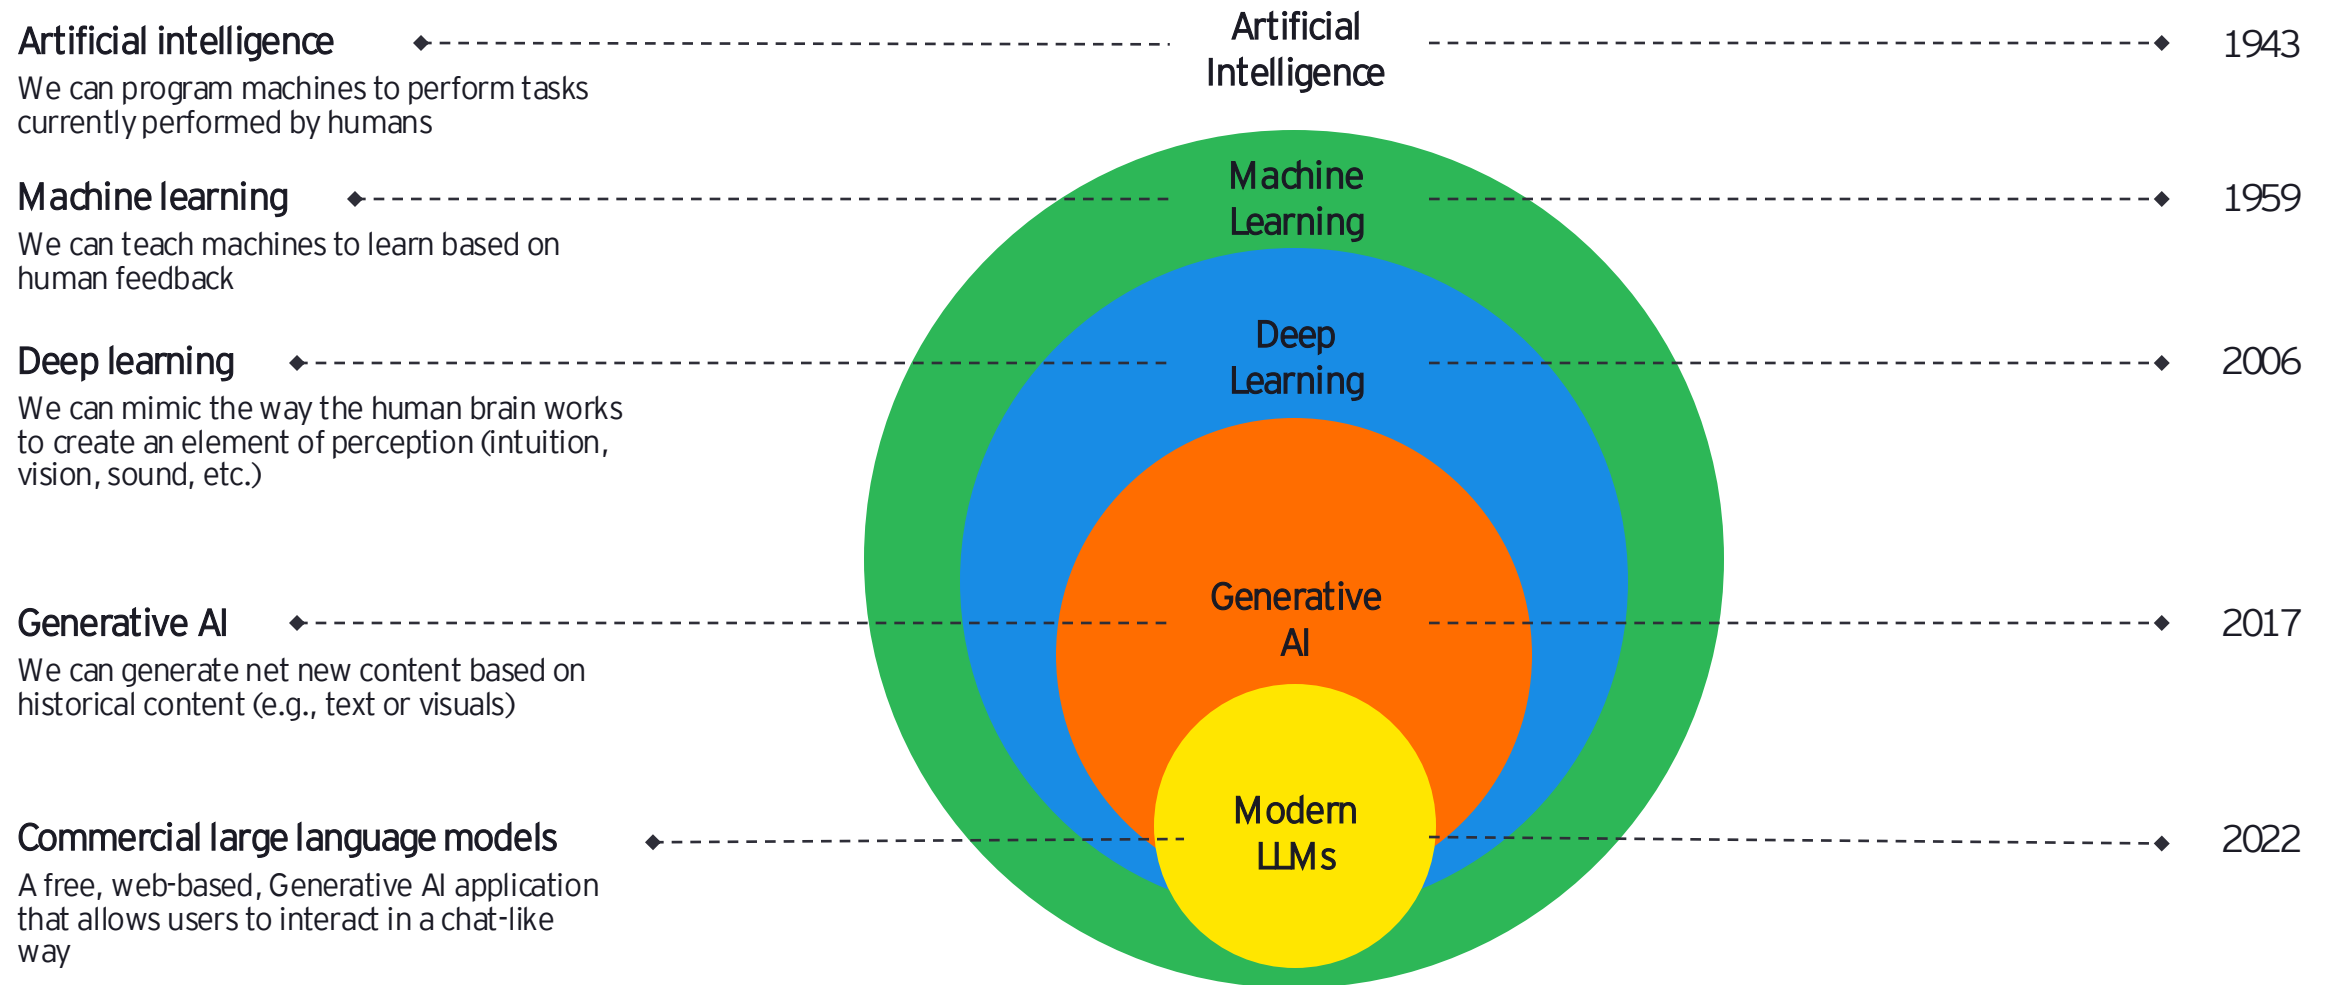 Artificial intelligence
We can program machines to perform tasks
currently performed by humans
Machine learning
We can teach machines to learn based on
human feedback
Deep learning
We can mimic the way the human brain works
to create an element of perception (intuition,
vision, sound, etc.)
Generative AI
We can generate net new content based on
historical content (e.g., text or visuals)
Commercial large language models
A free, web-based, Generative AI application
that allows users to interact in a chat-like
way
Artificial
Intelligence
Machine
Learning
Deep
Learning
Generative
AI
Modern
LLMs
1943
1959
2006
2017
2022